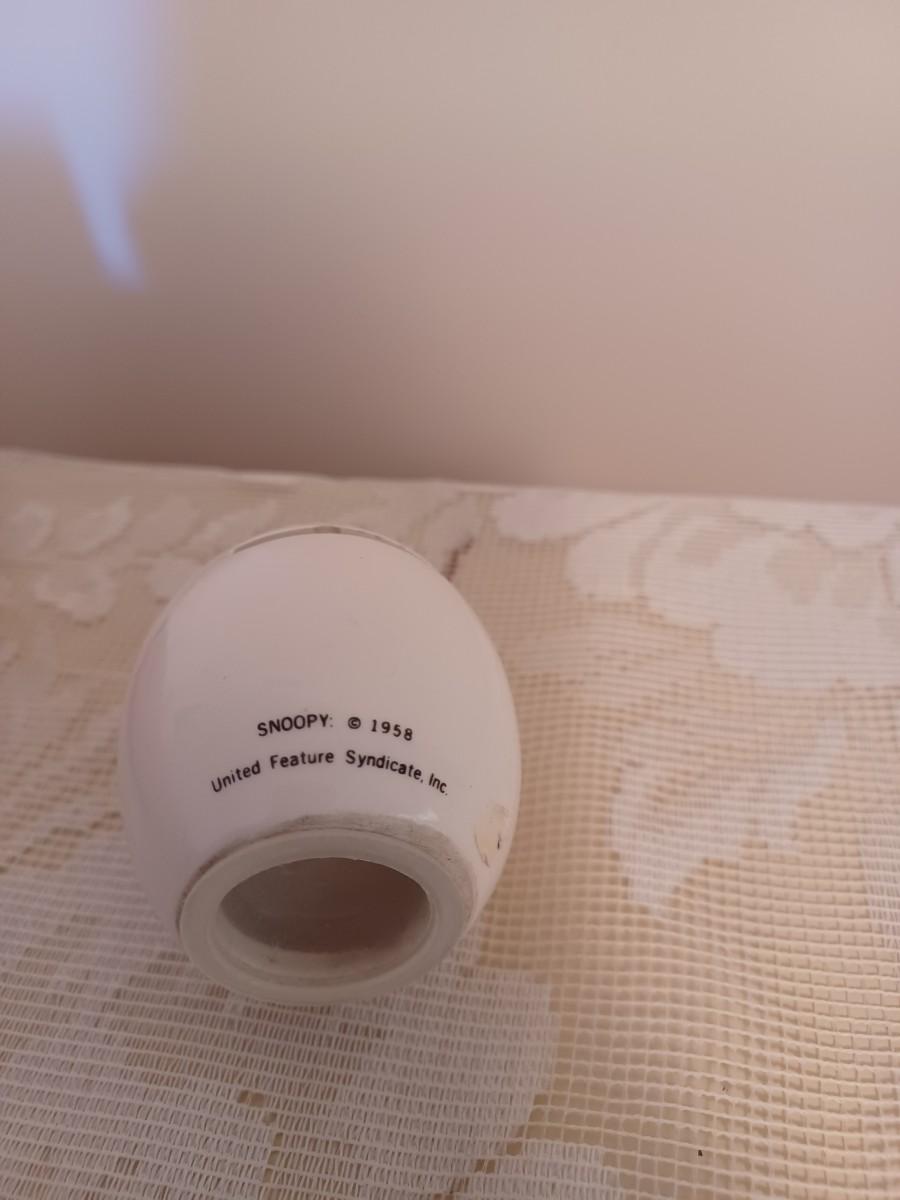 SNOOPY: © 1958
United Feature Syndicate, Inc.